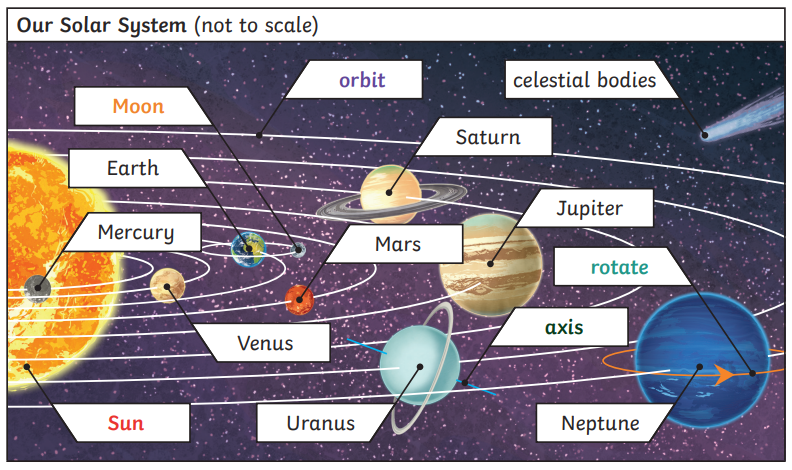 Our Solar System (not to scale)
orbit
celestial bodies
Moon
Saturn
Earth
Jupiter
Mercury
Mars
rotate
axis
Venus
Sun
Uranus
Neptune